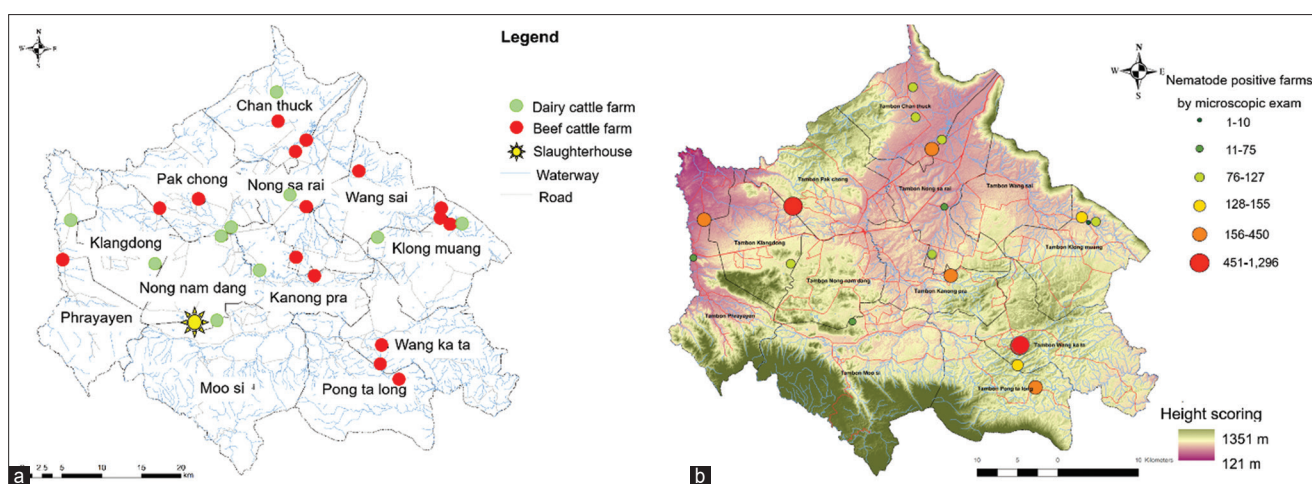 N
W E
S
Legend
Dairy cattle farm
Beef cattle farm
Slaughterhouse
Waterway
Road
Chan thuck
Pak chong
Nong sa rai
Wang sai
Klangdong
Klong muang
Nong nam dang
Kanong pra
Phrayayen
Wang ka ta
Moo si
Pong ta long
0 2.5 5 10 15 20
km
a
N
W E
S
Nematode positive farms
by microscopic exam
1-10
11-75
76-127
128-155
156-450
451-1,296
Tambon Chan thuck
Tambon Pak chong
Tambon Nong sa rai
Tambon Wang sai
Tambon Klangdong
Tambon Klong muang
Tambon Nong nam dang
Tambon Kanong pra
Tambon Phrayayen
Tambon Wang ka ta
Tambon Moo si
Tambon Pong ta long
Height scoring
1351 m
121 m
10 5 0 10 Kilometers
b